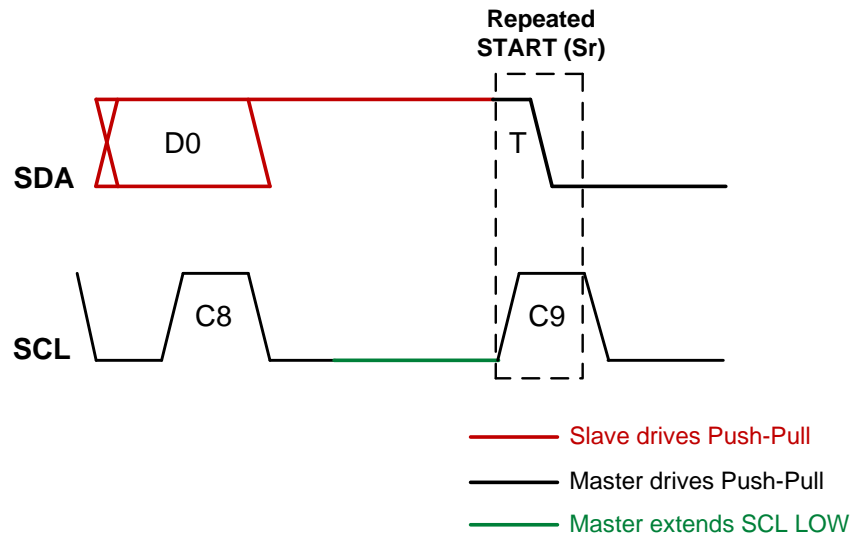 Repeated
START (Sr)
D0
T
SDA
C8
C9
SCL
Slave drives Push-Pull
Master drives Push-Pull
Master extends SCL LOW